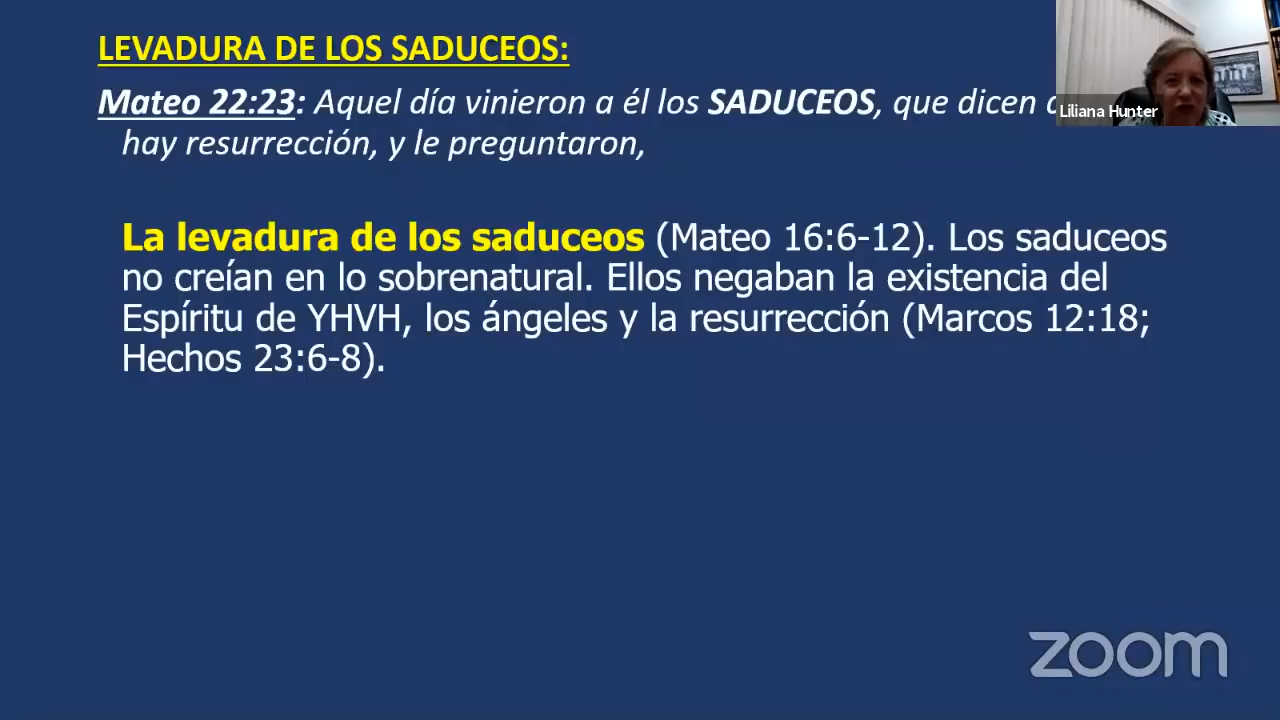 LEVADURA DE LOS SADUCEOS:
Mateo 22:23: Aquel día vinieron a él los SADUCEOS, que dicen
hay resurrección, y le preguntaron,
La levadura de los saduceos (Mateo 16:6-12). Los saduceos
no creían en lo sobrenatural. Ellos negaban la existencia del
Espíritu de YHVH, los ángeles y la resurrección (Marcos 12:18;
Hechos 23:6-8).
Liliana Hunter
zoom